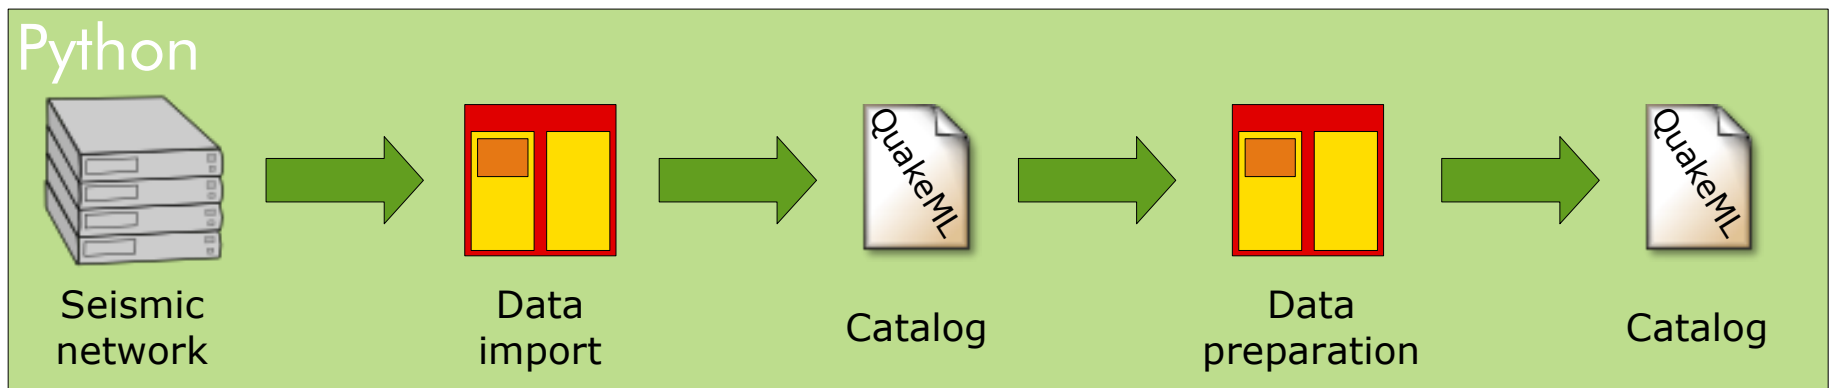 Python
QuakeML
QuakeML
Seismic
network
Data
import
Catalog
Data
preparation
Catalog